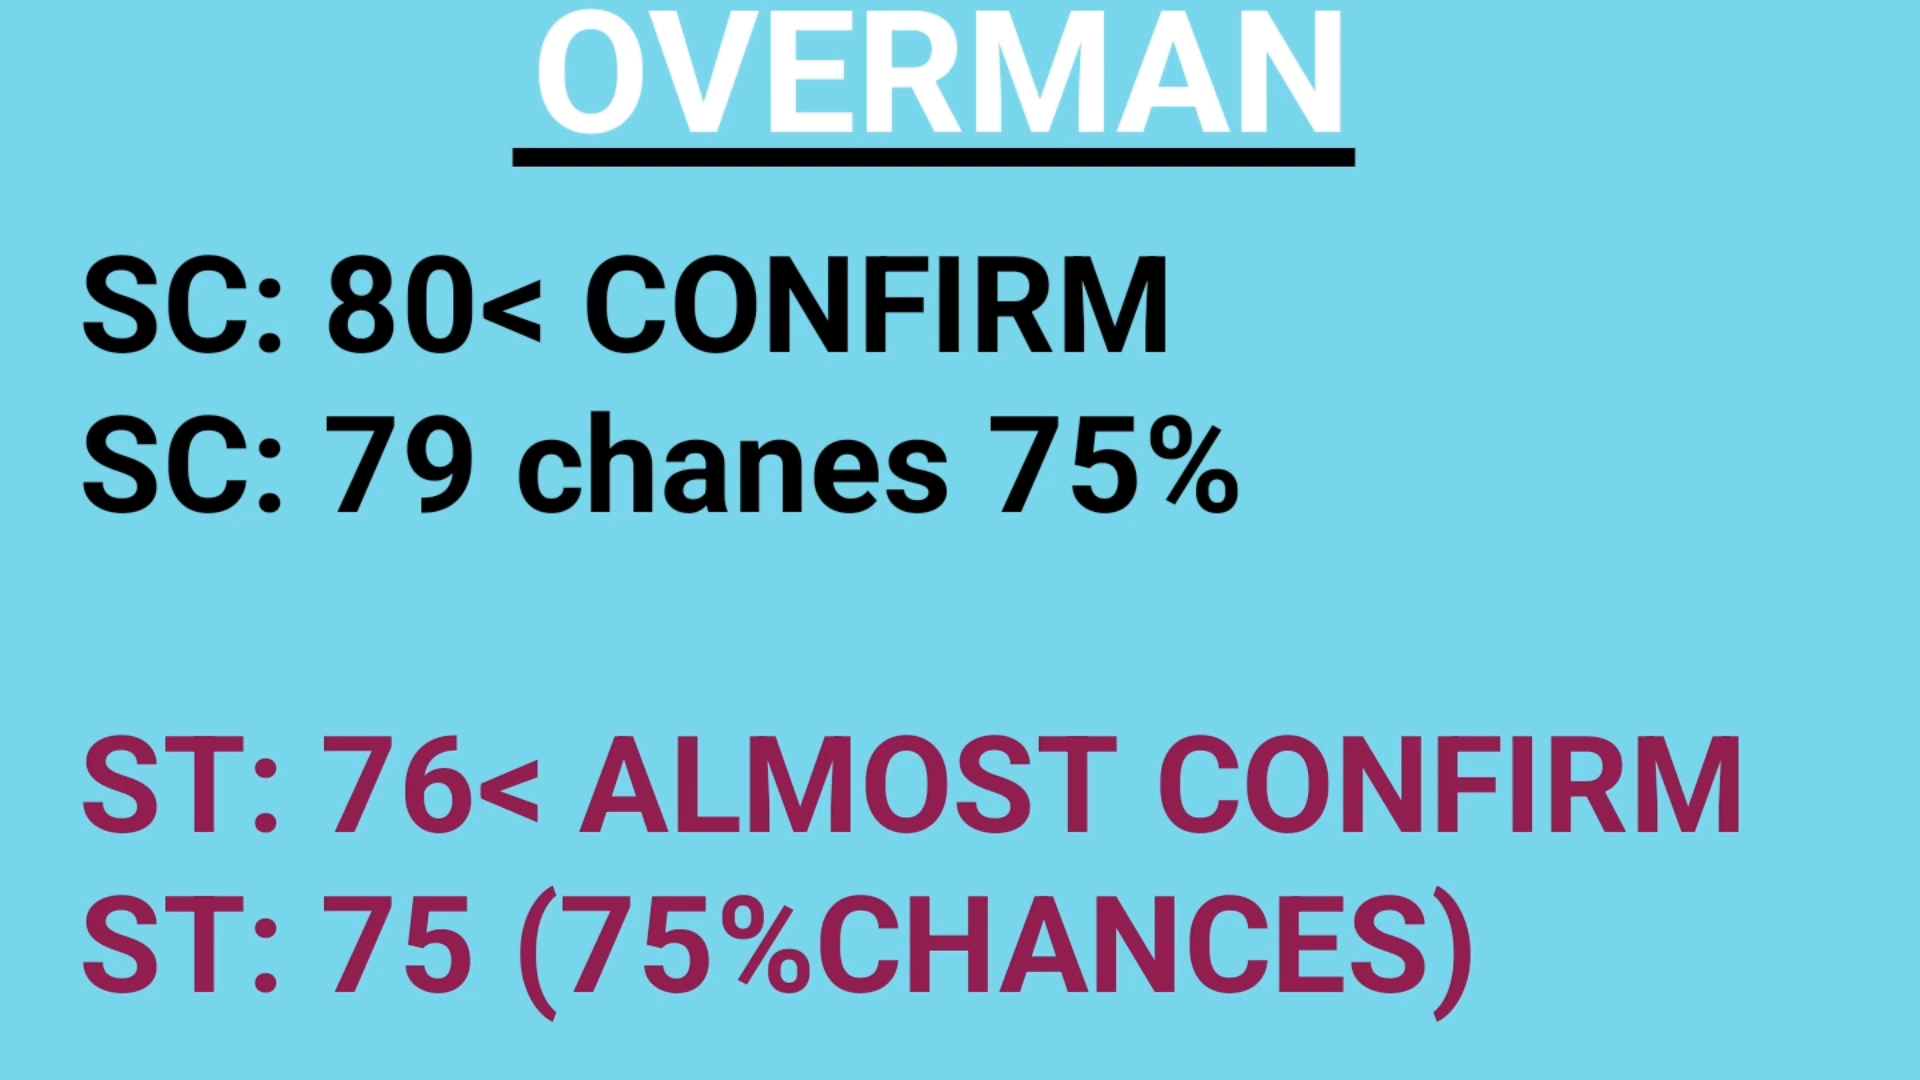 OVERMAN
SC: 80< CONFIRM
SC: 79 chanes 75%
ST: 76< ALMOST CONFIRM
ST: 75 (75%CHANCES)